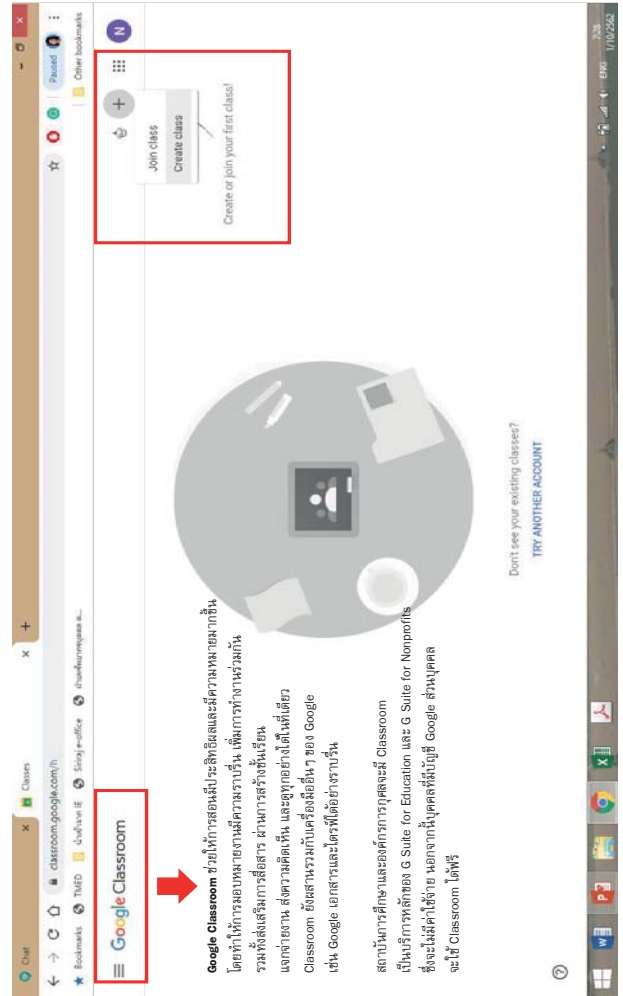 Chat
Classes
classroom.google.com/h
Paused
Bookmarks
TMED
Siriraj e-office
Other bookmarks
Google Classroom
N
Join class
Create class
Create or join your first class!
Google Classroom ช่วยให้การสอนมีประสิทธิผลและมีความหมายมากขึ้น
โดยทำให้การมอบหมายงานมีความราบรื่น เพิ่มการทำงานร่วมกัน
รวมทั้งส่งเสริมการสื่อสาร ผ่านการสร้างชั้นเรียน
แจกจ่ายงาน ส่งความคิดเห็น และดูทุกอย่างได้ในที่เดียว
Classroom ยังผสานรวมกับเครื่องมืออื่นๆ ของ Google
เช่น Google เอกสารและไดรฟ์ได้อย่างราบรื่น
สถาบันการศึกษาและองค์กรการกุศลจะมี Classroom
เป็นบริการหลักของ G Suite for Education และ G Suite for Nonprofits
ซึ่งจะไม่มีค่าใช้จ่าย นอกจากนั้นบุคคลที่มีบัญชี Google ส่วนบุคคล
จะใช้ Classroom ได้ฟรี
Don't see your existing classes?
TRY ANOTHER ACCOUNT
ENG
7:28
1/10/2562